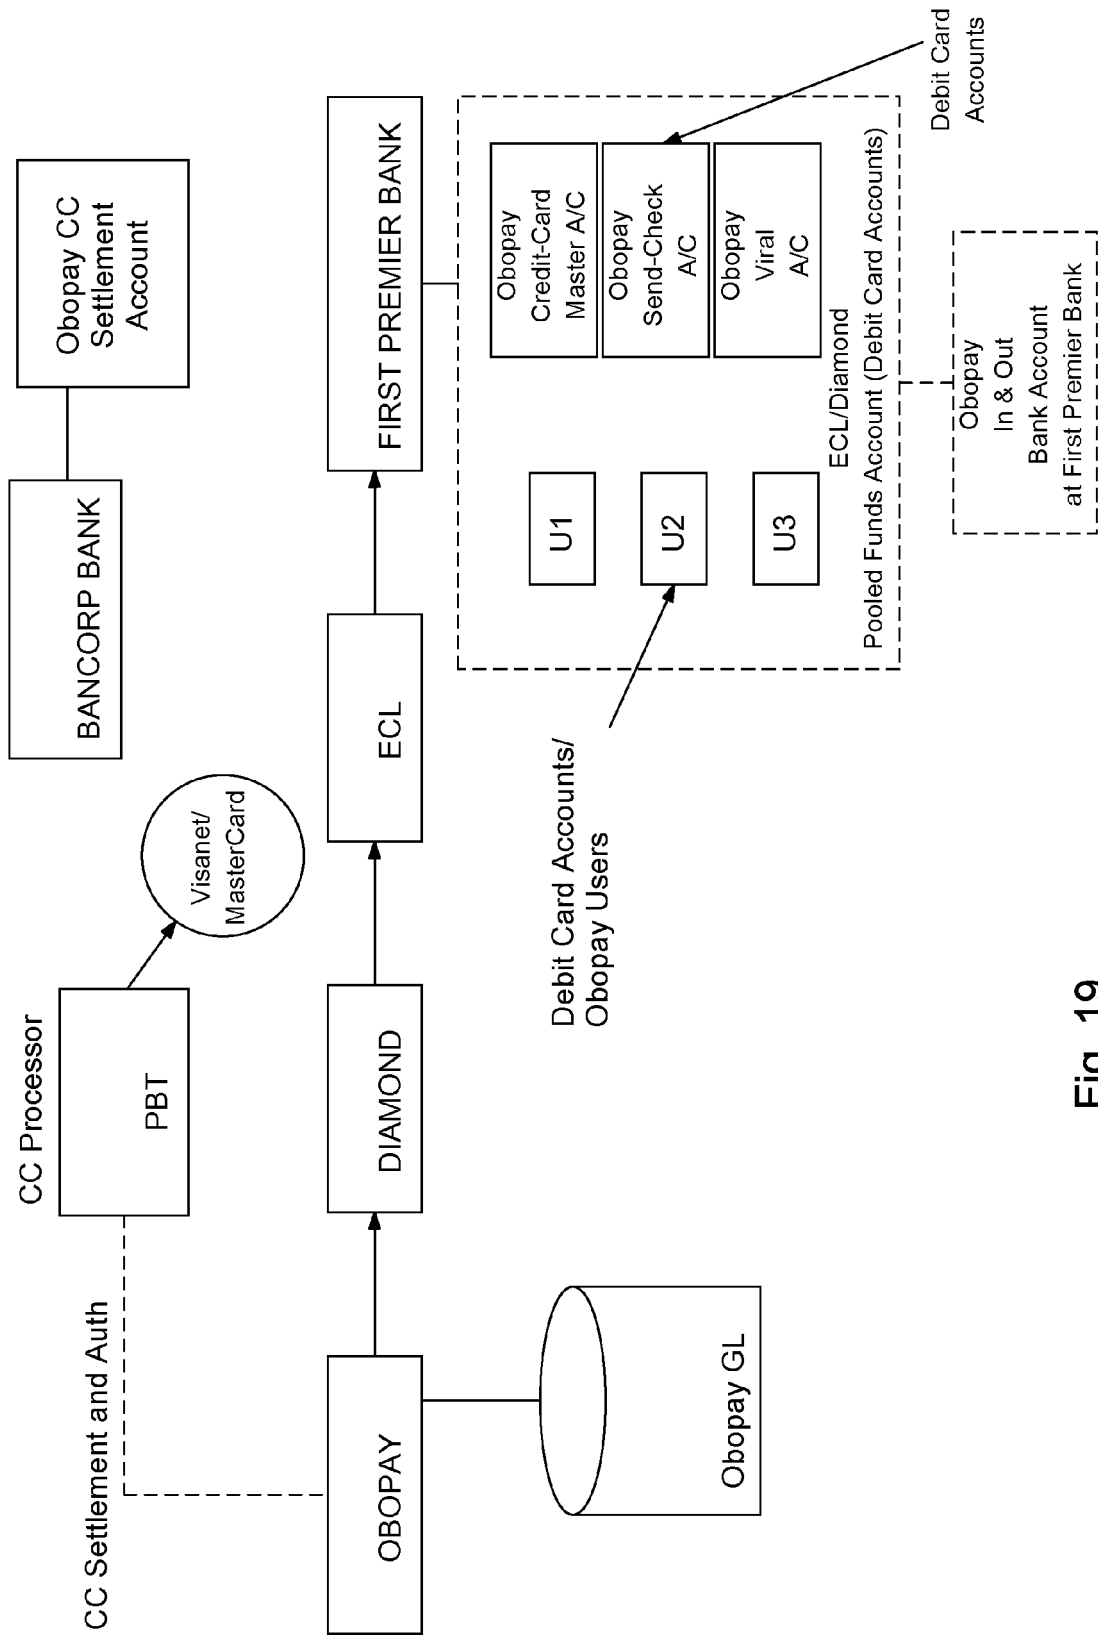 CC Settlement and Auth
CC Processor
PBT
Visanet/
MasterCard
BANCORP BANK
Obopay CC
Settlement
Account
OBOPAY
DIAMOND
ECL
FIRST PREMIER BANK
Obopay GL
Debit Card Accounts/
Obopay Users
U1
U2
U3
Obopay
Credit-Card
Master A/C
Obopay
Send-Check
A/C
Obopay
Viral
A/C
ECL/Diamond
Pooled Funds Account (Debit Card Accounts)
Debit Card
Accounts
Obopay
In & Out
Bank Account
at First Premier Bank
Fig. 19